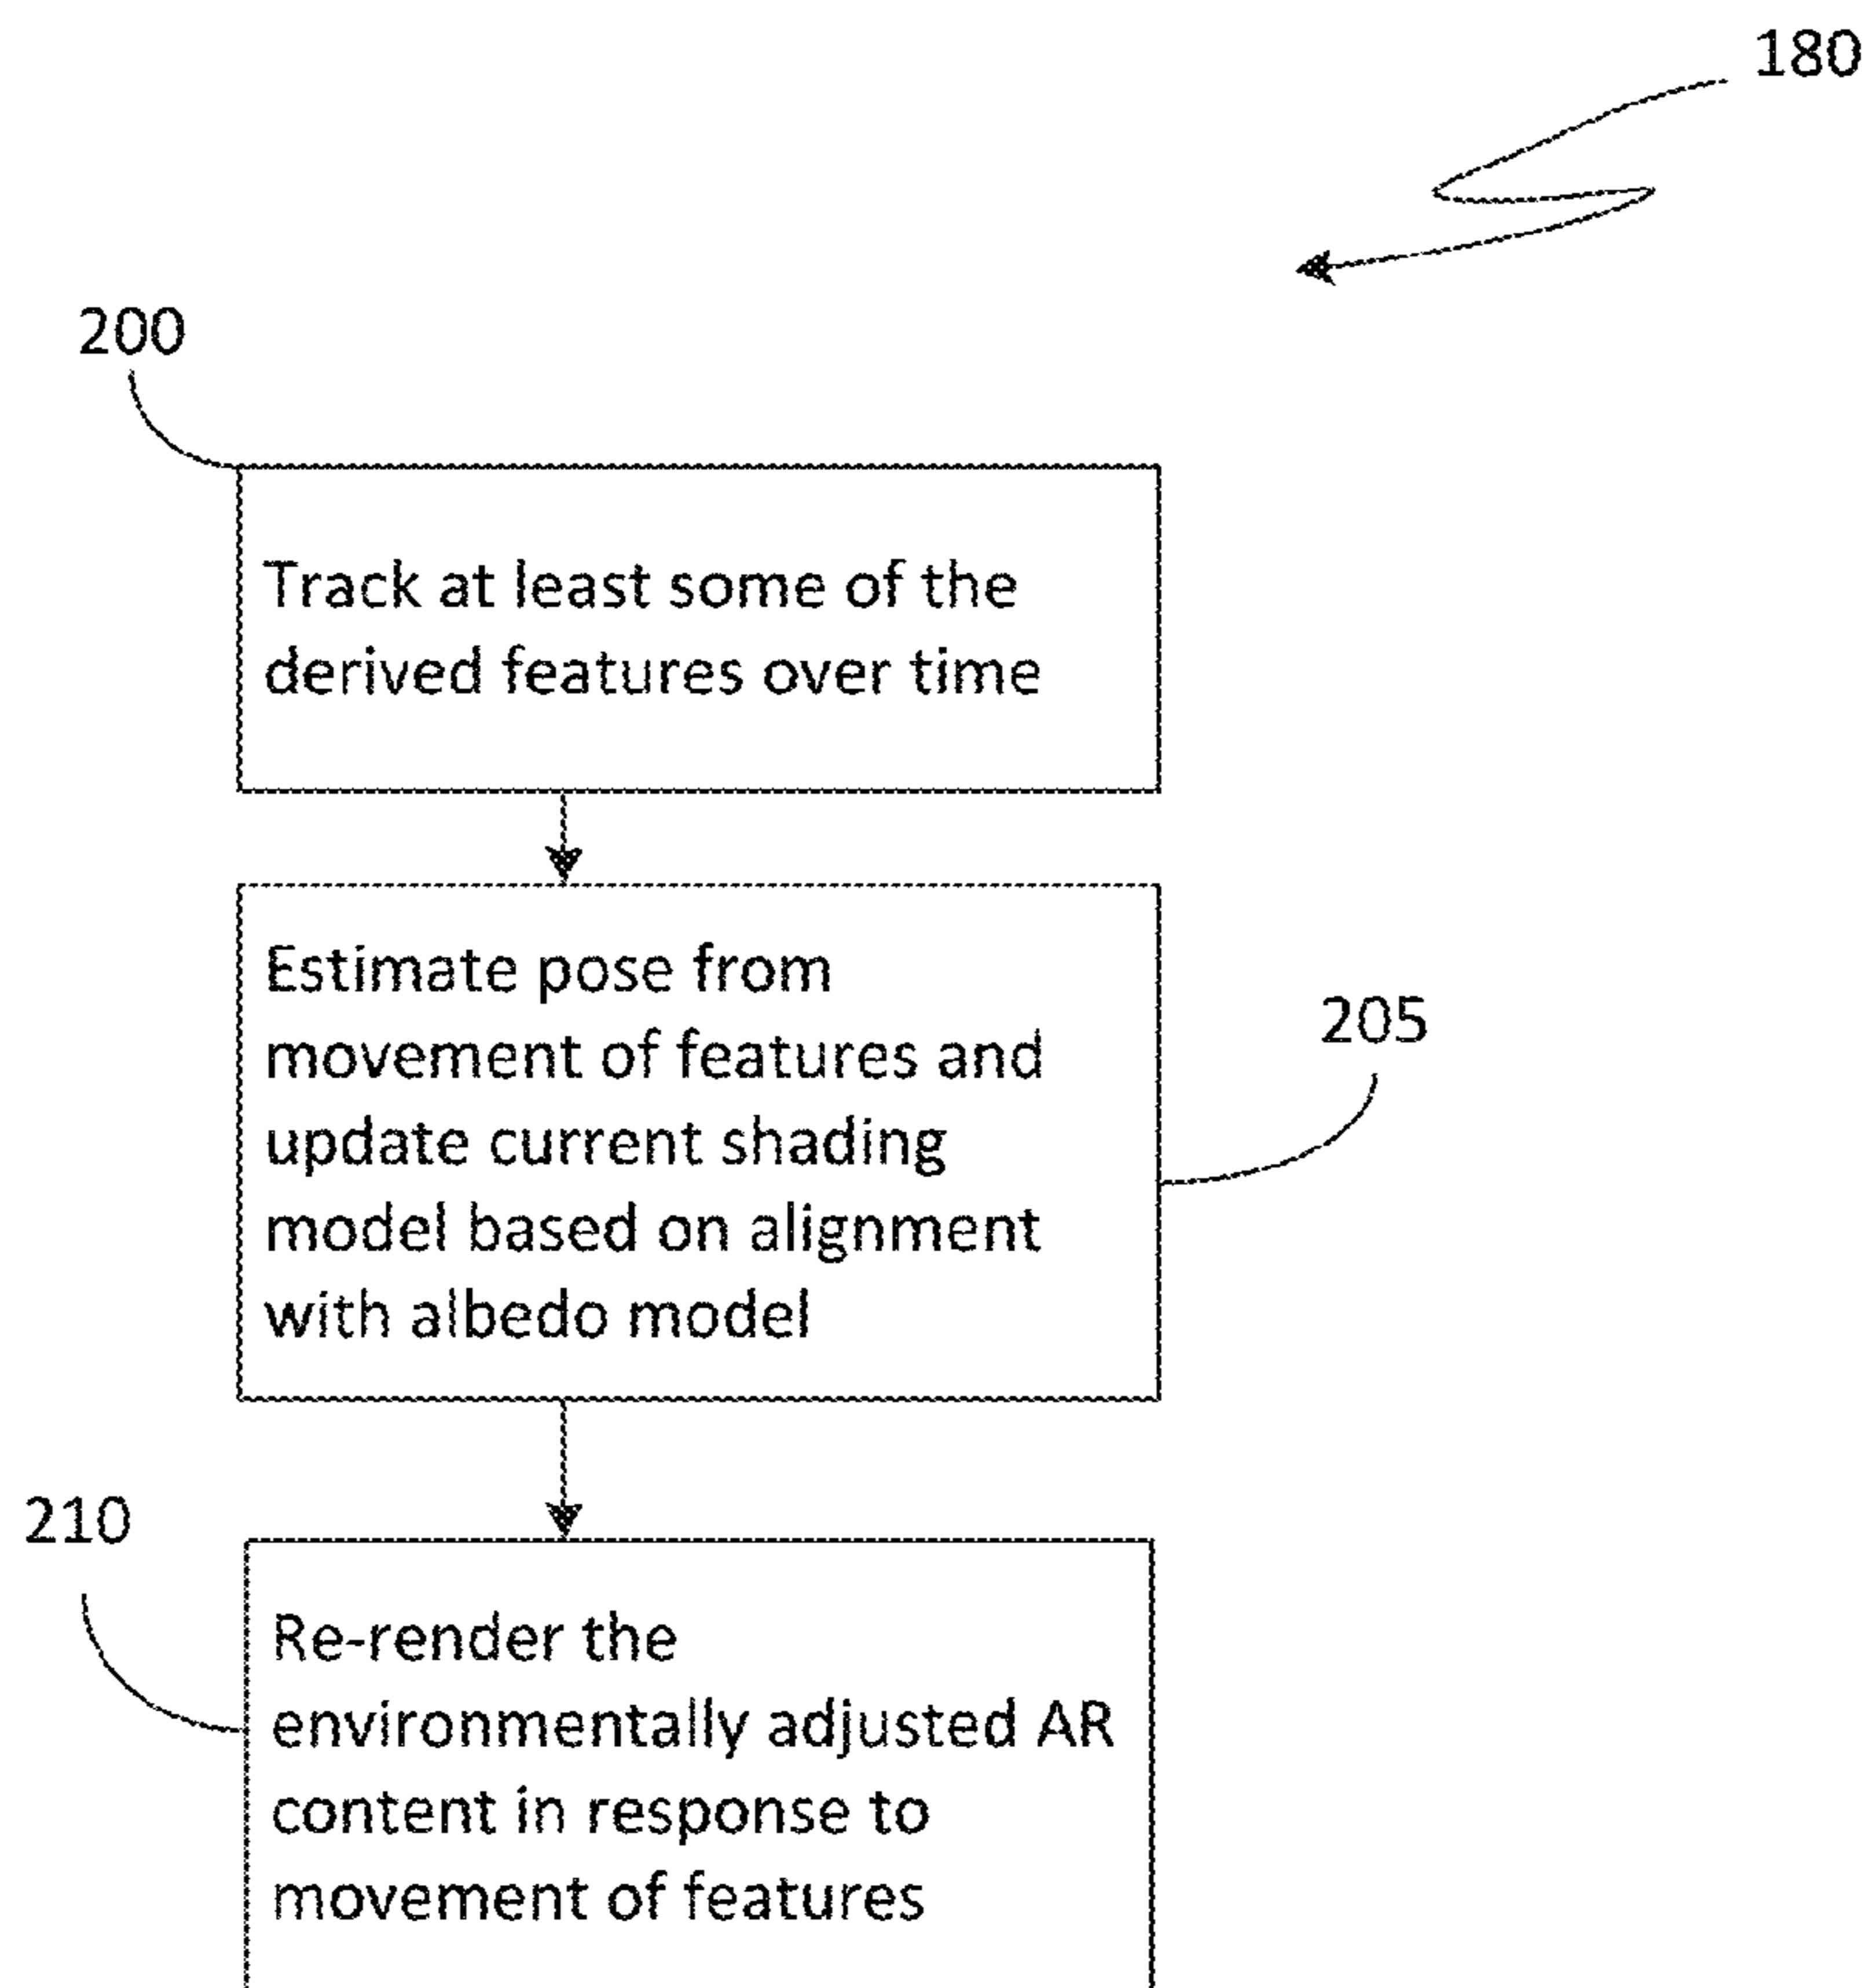 180
200
Track at least some of the
derived features over time
Estimate pose from
movement of features and
update current shading
model based on alignment
with albedo model
205
210
Re-render the
environmentally adjusted AR
content in response to
movement of features